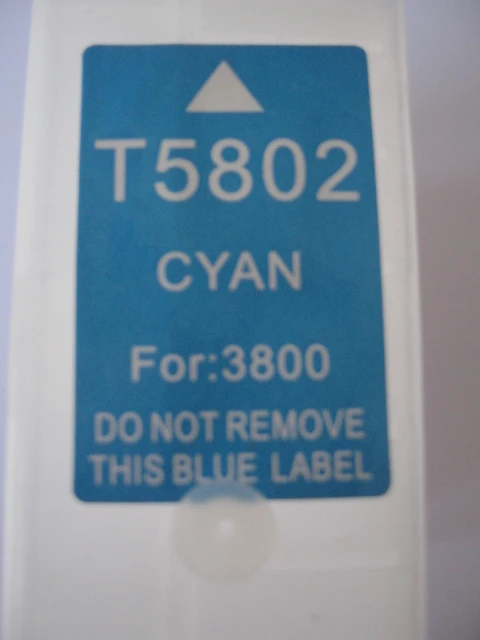 T5802
CYAN
For:3800
DO NOT REMOVE
THIS BLUE LABEL